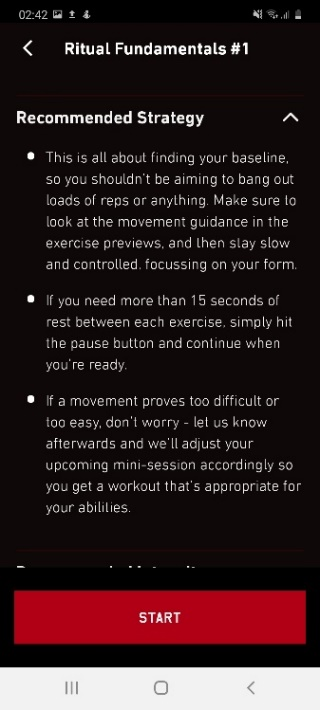 02:42
Ritual Fundamentals #1
Recommended Strategy
This is all about finding your baseline,
so you shouldn't be aiming to bang out
loads of reps or anything. Make sure to
look at the movement guidance in the
exercise previews, and then slay slow
and controlled, focussing on your form.
If you need more than 15 seconds of
rest between each exercise, simply hit
the pause button and continue when
you're ready.
If a movement proves too difficult or
too easy, don't worry - let us know
afterwards and we'll adjust your
upcoming mini-session accordingly so
you get a workout that's appropriate for
your abilities.
START